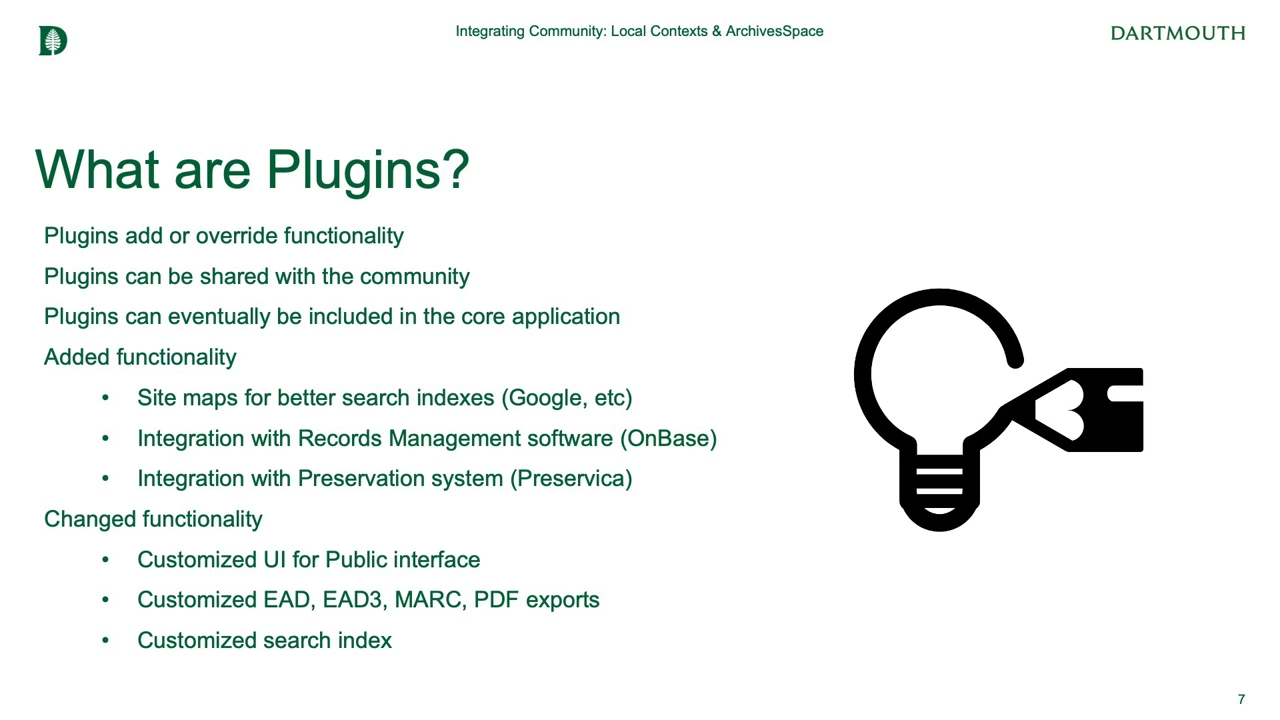 Integrating Community: Local Contexts & ArchivesSpace
DARTMOUTH
What are Plugins?
Plugins add or override functionality
Plugins can be shared with the community
Plugins can eventually be included in the core application
Added functionality
• Site maps for better search indexes (Google, etc)
• Integration with Records Management software (OnBase)
• Integration with Preservation system (Preservica)
Changed functionality
• Customized UI for Public interface
• Customized EAD, EAD3, MARC, PDF exports
• Customized search index
7